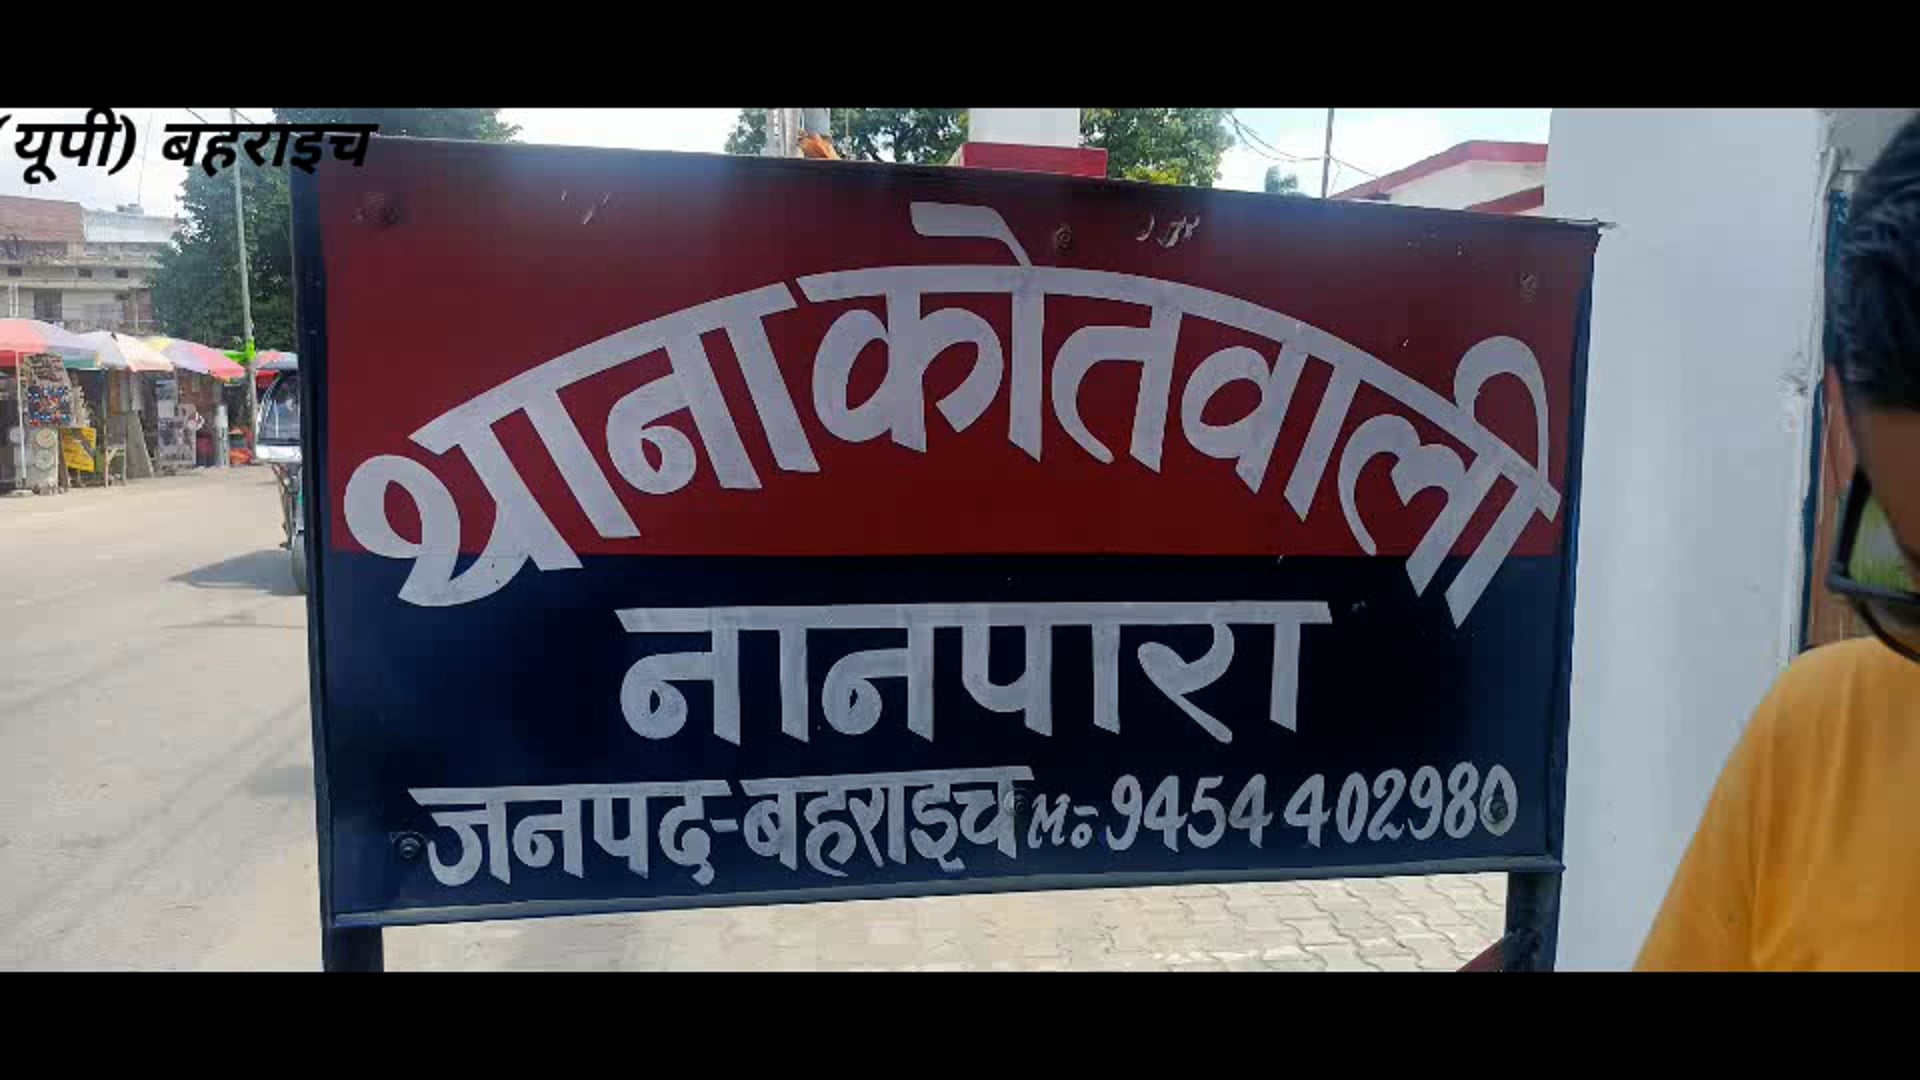 (यूपी) बहराइच
थाना कोतवाली
नानपारा
जनपद-बहराइच M: 9454402980